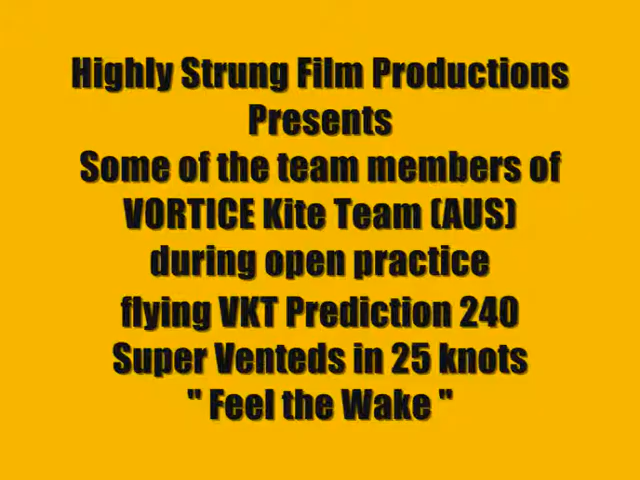 Highly Strung Film Productions
Presents
Some of the team members of
VORTICE Kite Team (AUS)
during open practice
flying VKT Prediction 240
Super Venteds in 25 knots
" Feel the Wake "